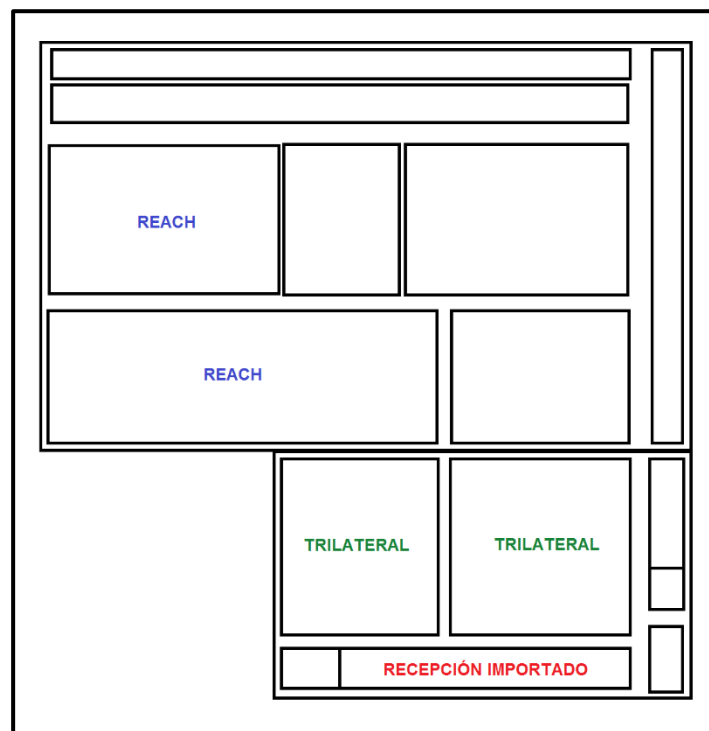 REACH
REACH
TRILATERAL
TRILATERAL
RECEPCIÓN IMPORTADO